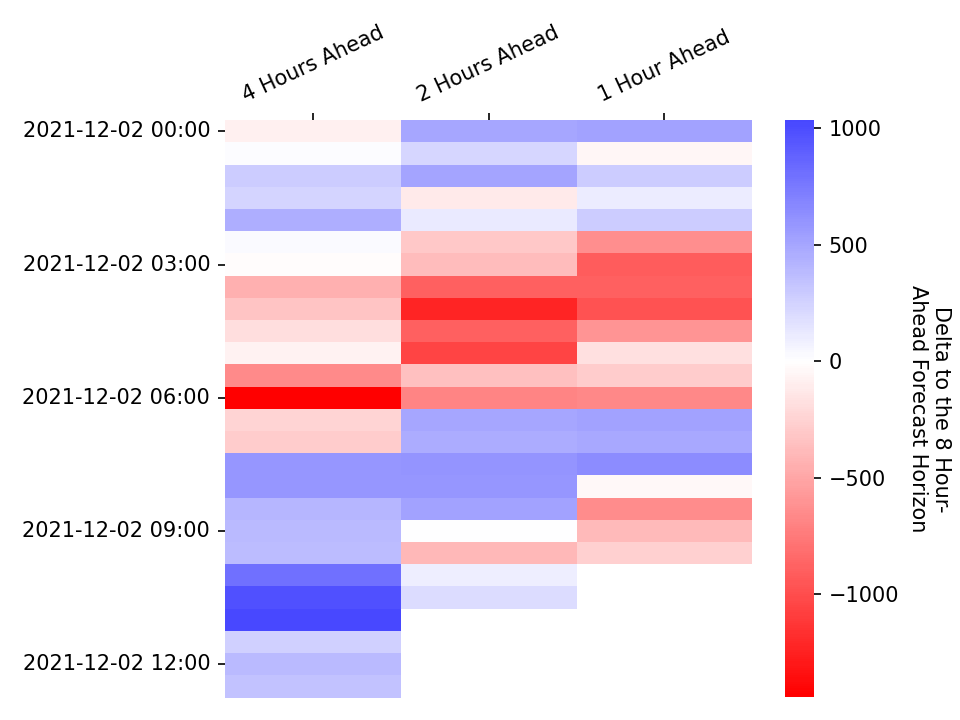 4 Hours Ahead
2 Hours Ahead
1 Hour Ahead
2021-12-02 00:00
2021-12-02 03:00
2021-12-02 06:00
2021-12-02 09:00
2021-12-02 12:00
1000
500
0
−500
−1000
Delta to the 8 Hour-
Ahead Forecast Horizon